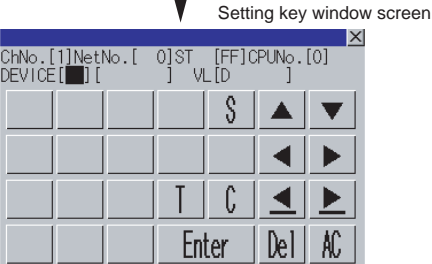 Setting key window screen
ChNo.[1]NetNo.[ 0]ST [FF]CPUNo.[0]
DEVICE[ ][ ] VL[D ]
S
T C
Enter Del AC